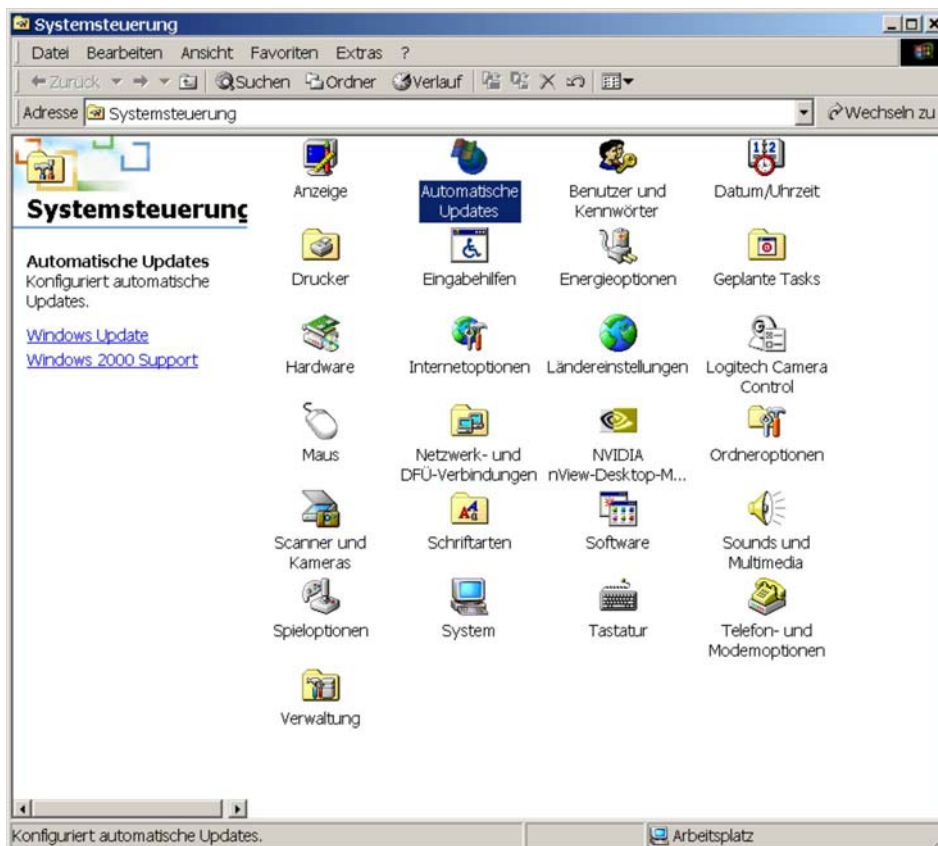 Systemsteuerung
Datei Bearbeiten Ansicht Favoriten Extras ?
Zurück Suchen Ordner Verlauf
Adresse Systemsteuerung Wechseln zu
Systemsteuerung
Automatische Updates
Konfiguriert automatische
Updates.
Windows Update
Windows 2000 Support
Anzeige
Automatische
Updates
Benutzer und
Kennwörter
Datum/Uhrzeit
Drucker
Eingabehilfen
Energieoptionen
Geplante Tasks
Hardware
Internetoptionen
Ländereinstellungen
Logitech Camera
Control
Maus
Netzwerk- und
DFÜ-Verbindungen
NVIDIA
nView-Desktop-M...
Ordneroptionen
Scanner und
Kameras
Schriftarten
Software
Sounds und
Multimedia
Spieloptionen
System
Tastatur
Telefon- und
Modemoptionen
Verwaltung
Konfiguriert automatische Updates. Arbeitsplatz